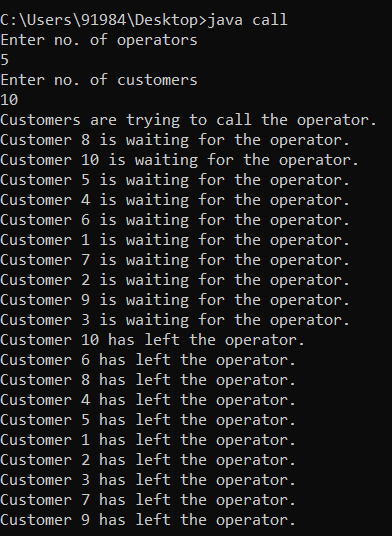 C:\Users\91984\Desktop>java call
Enter no. of operators
5
Enter no. of customers
10
Customers are trying to call the operator.
Customer 8 is waiting for the operator.
Customer 10 is waiting for the operator.
Customer 5 is waiting for the operator.
Customer 4 is waiting for the operator.
Customer 6 is waiting for the operator.
Customer 1 is waiting for the operator.
Customer 7 is waiting for the operator.
Customer 2 is waiting for the operator.
Customer 9 is waiting for the operator.
Customer 3 is waiting for the operator.
Customer 10 has left the operator.
Customer 6 has left the operator.
Customer 8 has left the operator.
Customer 4 has left the operator.
Customer 5 has left the operator.
Customer 1 has left the operator.
Customer 2 has left the operator.
Customer 3 has left the operator.
Customer 7 has left the operator.
Customer 9 has left the operator.